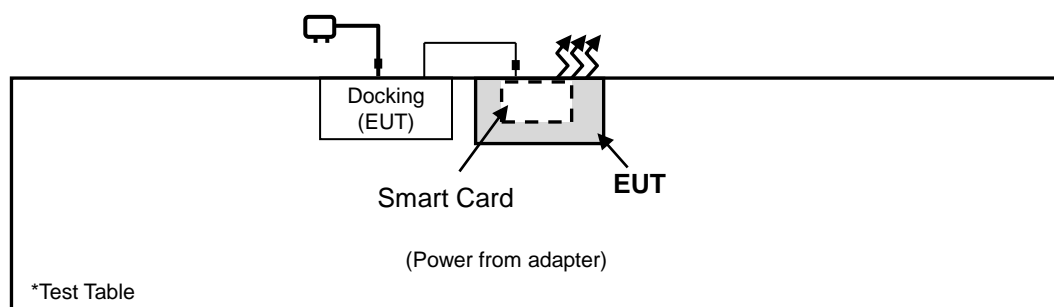 Docking
(EUT)
Smart Card
EUT
(Power from adapter)
*Test Table